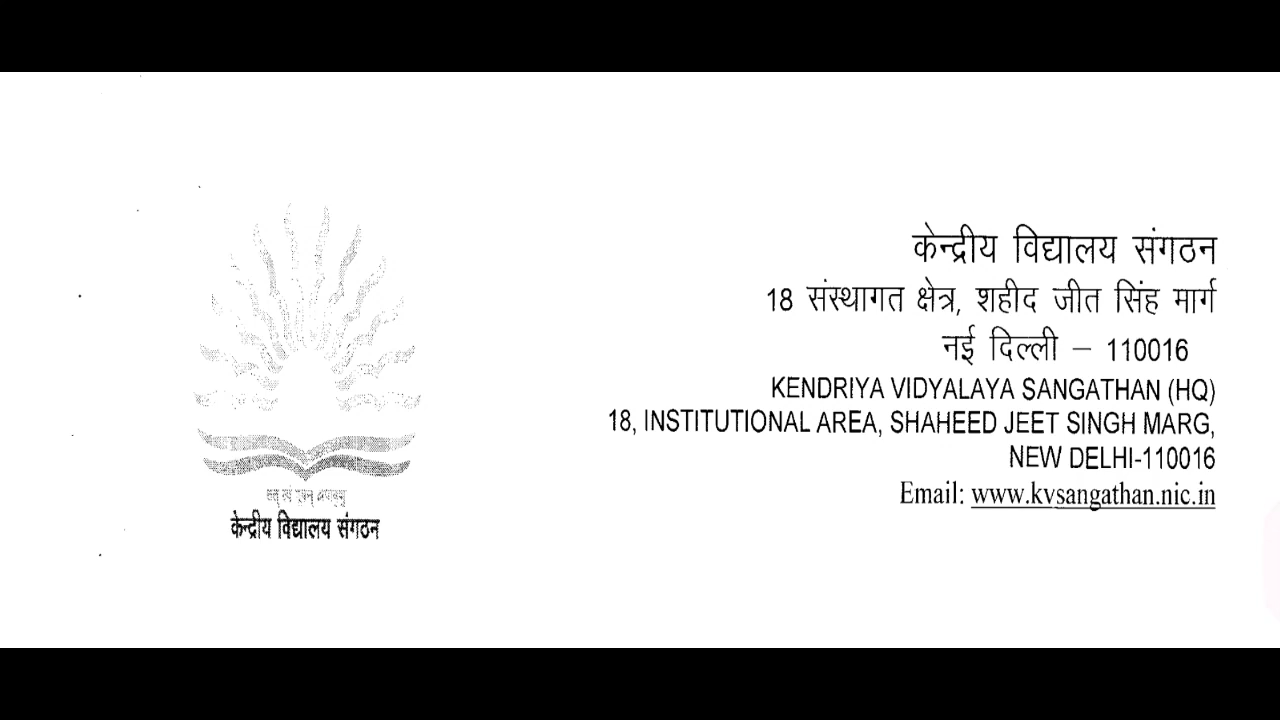 केन्द्रीय विद्यालय संगठन
केन्द्रीय विद्यालय संगठन
18 संस्थागत क्षेत्र, शहीद जीत सिंह मार्ग
नई दिल्ली – 110016
KENDRIYA VIDYALAYA SANGATHAN (HQ)
18, INSTITUTIONAL AREA, SHAHEED JEET SINGH MARG,
NEW DELHI-110016
Email: www.kvsangathan.nic.in